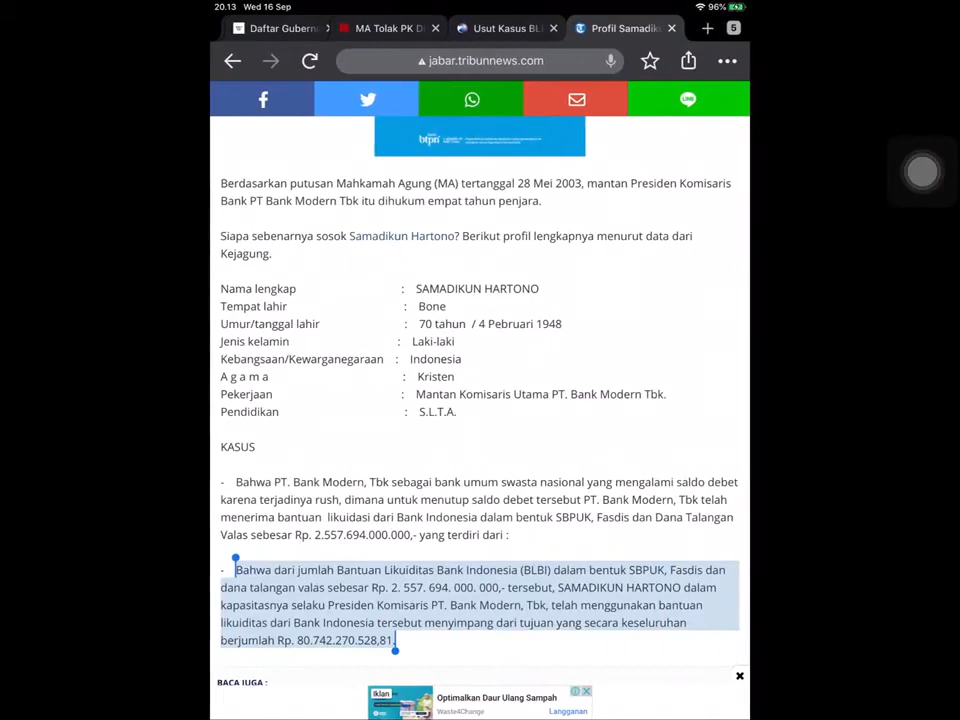 20.13 Wed 16 Sep
96%
Daftar Gubern
MA Tolak PK D
Usut Kasus BL
Profil Samadik
5
jabar.tribunnews.com
LINE
btpn
Berdasarkan putusan Mahkamah Agung (MA) tertanggal 28 Mei 2003, mantan Presiden Komisaris
Bank PT Bank Modern Tbk itu dihukum empat tahun penjara.
Siapa sebenarnya sosok Samadikun Hartono? Berikut profil lengkapnya menurut data dari
Kejagung.
Nama lengkap : SAMADIKUN HARTONO
Tempat lahir : Bone
Umur/tanggal lahir : 70 tahun / 4 Pebruari 1948
Jenis kelamin : Laki-laki
Kebangsaan/Kewarganegaraan : Indonesia
A g a m a : Kristen
Pekerjaan : Mantan Komisaris Utama PT. Bank Modern Tbk.
Pendidikan : S.L.T.A.
KASUS
- Bahwa PT. Bank Modern, Tbk sebagai bank umum swasta nasional yang mengalami saldo debet
karena terjadinya rush, dimana untuk menutup saldo debet tersebut PT. Bank Modern, Tbk telah
menerima bantuan likuidasi dari Bank Indonesia dalam bentuk SBPUK, Fasdis dan Dana Talangan
Valas sebesar Rp. 2.557.694.000.000,- yang terdiri dari :
- Bahwa dari jumlah Bantuan Likuiditas Bank Indonesia (BLBI) dalam bentuk SBPUK, Fasdis dan
dana talangan valas sebesar Rp. 2. 557. 694. 000. 000,- tersebut, SAMADIKUN HARTONO dalam
kapasitasnya selaku Presiden Komisaris PT. Bank Modern, Tbk, telah menggunakan bantuan
likuiditas dari Bank Indonesia tersebut menyimpang dari tujuan yang secara keseluruhan
berjumlah Rp. 80.742.270.528,81.
BACA JUGA :
Iklan
Optimalkan Daur Ulang Sampah
Waste4Change
Langganan